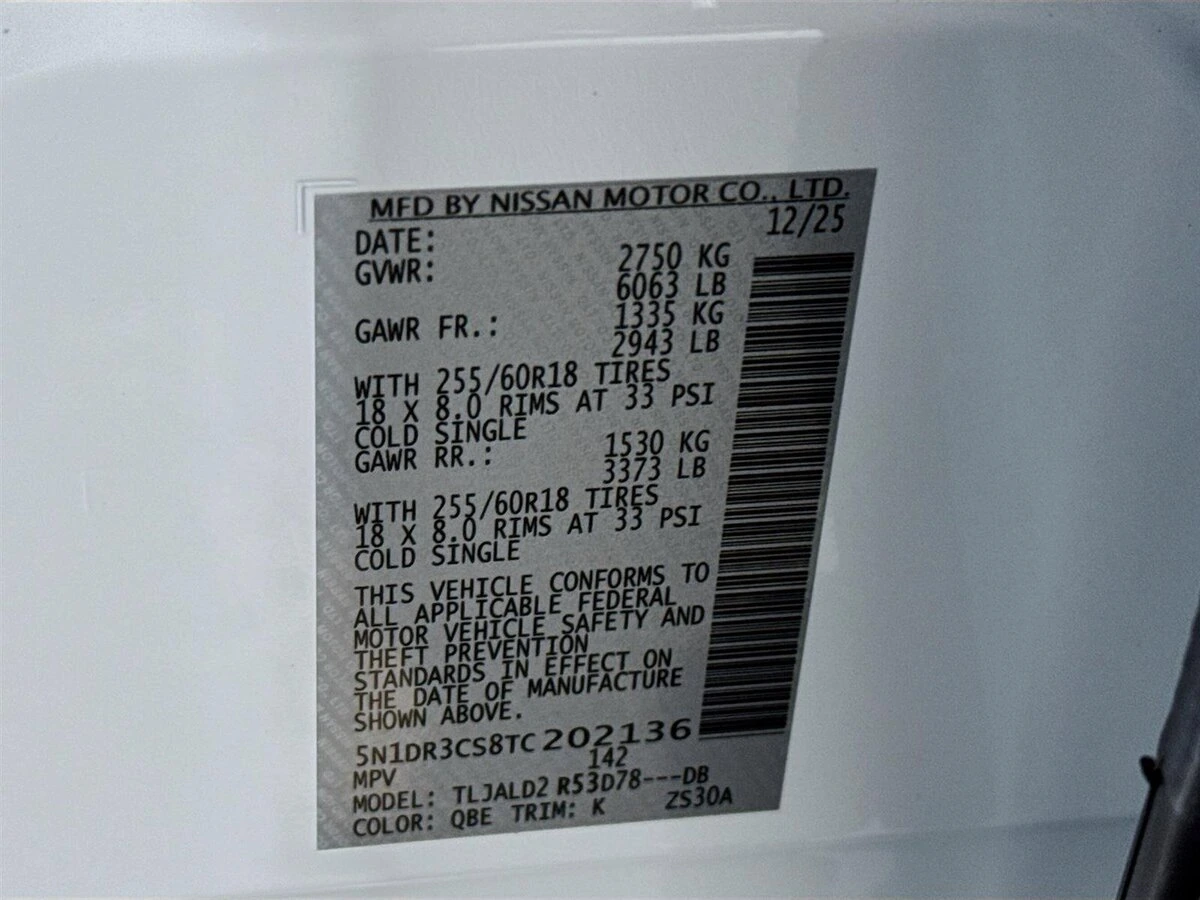 MFD BY NISSAN MOTOR CO., LTD.
DATE: 12/25
GVWR: 2750 KG
6063 LB
GAWR FR.: 1335 KG
2943 LB
WITH 255/60R18 TIRES
18 X 8.0 RIMS AT 33 PSI
COLD SINGLE
GAWR RR.: 1530 KG
3373 LB
WITH 255/60R18 TIRES
18 X 8.0 RIMS AT 33 PSI
COLD SINGLE
THIS VEHICLE CONFORMS TO
ALL APPLICABLE FEDERAL
MOTOR VEHICLE SAFETY AND
THEFT PREVENTION
STANDARDS IN EFFECT ON
THE DATE OF MANUFACTURE
SHOWN ABOVE.
5N1DR3CS8TC202136
MPV 142
MODEL: TLJALD2 R53D78---DB
COLOR: QBE TRIM: K ZS30A